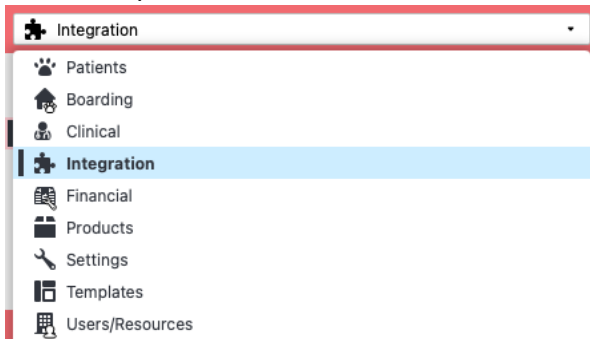 Integration
Patients
Boarding
Clinical
Integration
Financial
Products
Settings
Templates
Users/Resources